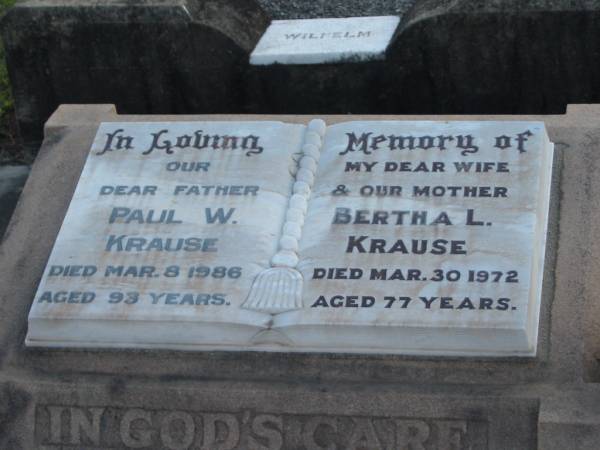 WILHELM
In Loving
OUR
DEAR FATHER
PAUL W.
KRAUSE
DIED MAR. 8 1986
AGED 93 YEARS.
Memory of
MY DEAR WIFE
& OUR MOTHER
BERTHA L.
KRAUSE
DIED MAR. 30 1972
AGED 77 YEARS.
IN GOD'S CARE